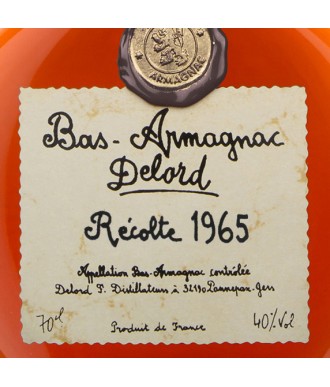 ARMAGNAC
Bas-Armagnac
Delord
Récolte 1965
Appellation Bas-Armagnac contrôlée
Delord F. Distillateurs à 32190 Lannepax-Gers
70cl
40% Vol
Produit de France